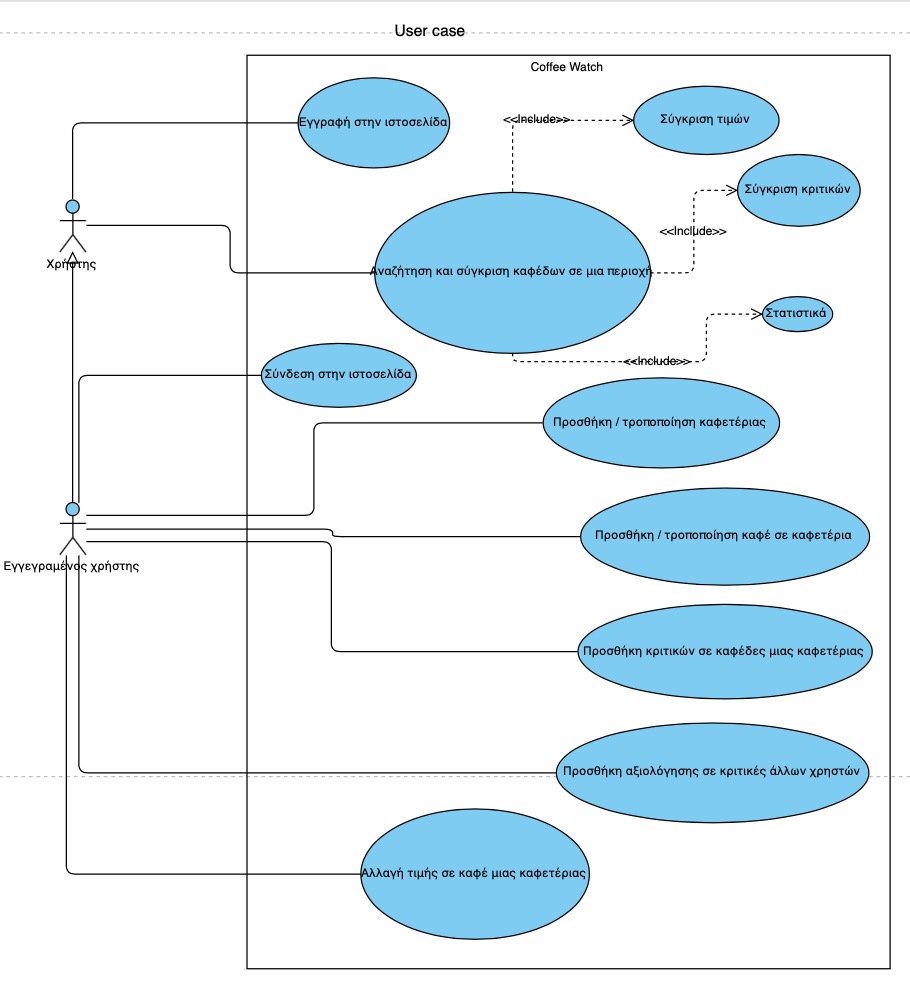 User case
Coffee Watch
Εγγραφή στην ιστοσελίδα
<<Include>>
Σύγκριση τιμών
Σύγκριση κριτικών
<<Include>>
Χρήστης
Αναζήτηση και σύγκριση καφέδων σε μια περιοχή
Στατιστικά
<<Include>>
Σύνδεση στην ιστοσελίδα
Προσθήκη / τροποποίηση καφετέριας
Προσθήκη / τροποποίηση καφέ σε καφετέρια
Εγγεγραμένος χρήστης
Προσθήκη κριτικών σε καφέδες μιας καφετέριας
Προσθήκη αξιολόγησης σε κριτικές άλλων χρηστών
Αλλαγή τιμής σε καφέ μιας καφετέριας